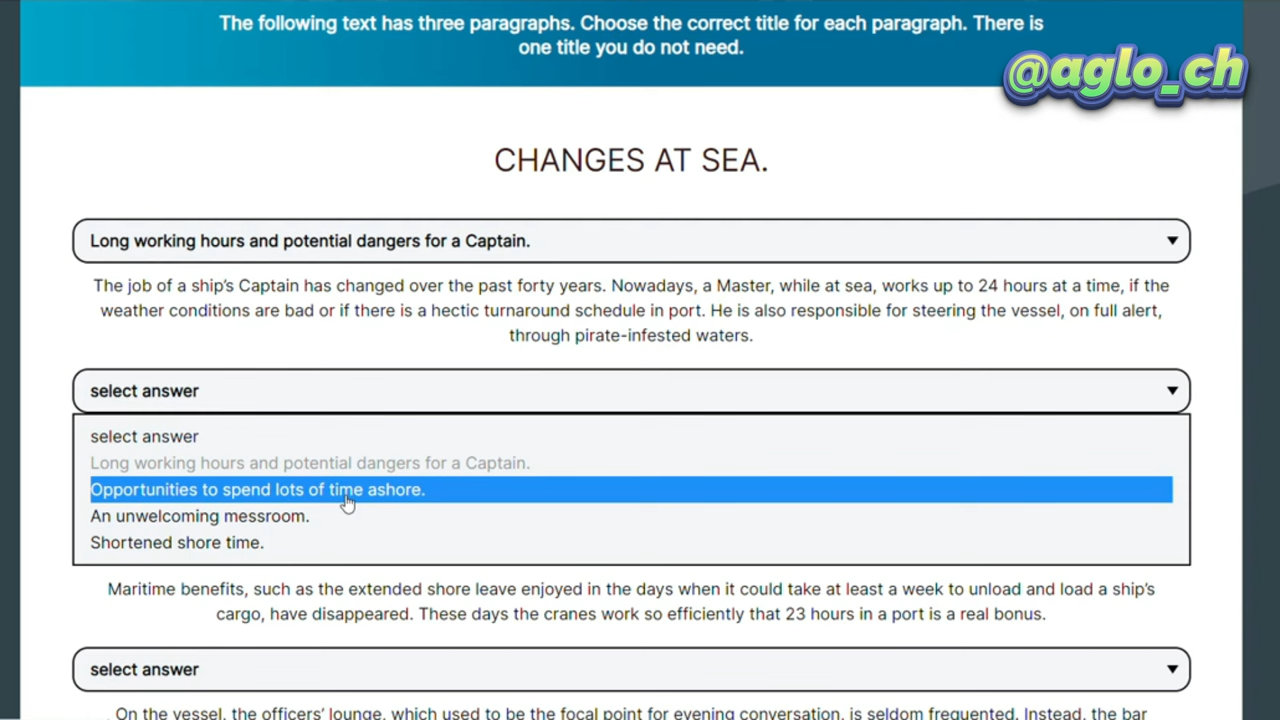 The following text has three paragraphs. Choose the correct title for each paragraph. There is
one title you do not need.
@aglo_ch
CHANGES AT SEA.
Long working hours and potential dangers for a Captain.
The job of a ship's Captain has changed over the past forty years. Nowadays, a Master, while at sea, works up to 24 hours at a time, if the
weather conditions are bad or if there is a hectic turnaround schedule in port. He is also responsible for steering the vessel, on full alert,
through pirate-infested waters.
select answer
select answer
Long working hours and potential dangers for a Captain.
Opportunities to spend lots of time ashore.
An unwelcoming messroom.
Shortened shore time.
Maritime benefits, such as the extended shore leave enjoyed in the days when it could take at least a week to unload and load a ship's
cargo, have disappeared. These days the cranes work so efficiently that 23 hours in a port is a real bonus.
select answer
On the vessel, the officers' lounge, which used to be the focal point for evening conversation, is seldom frequented. Instead, the bar